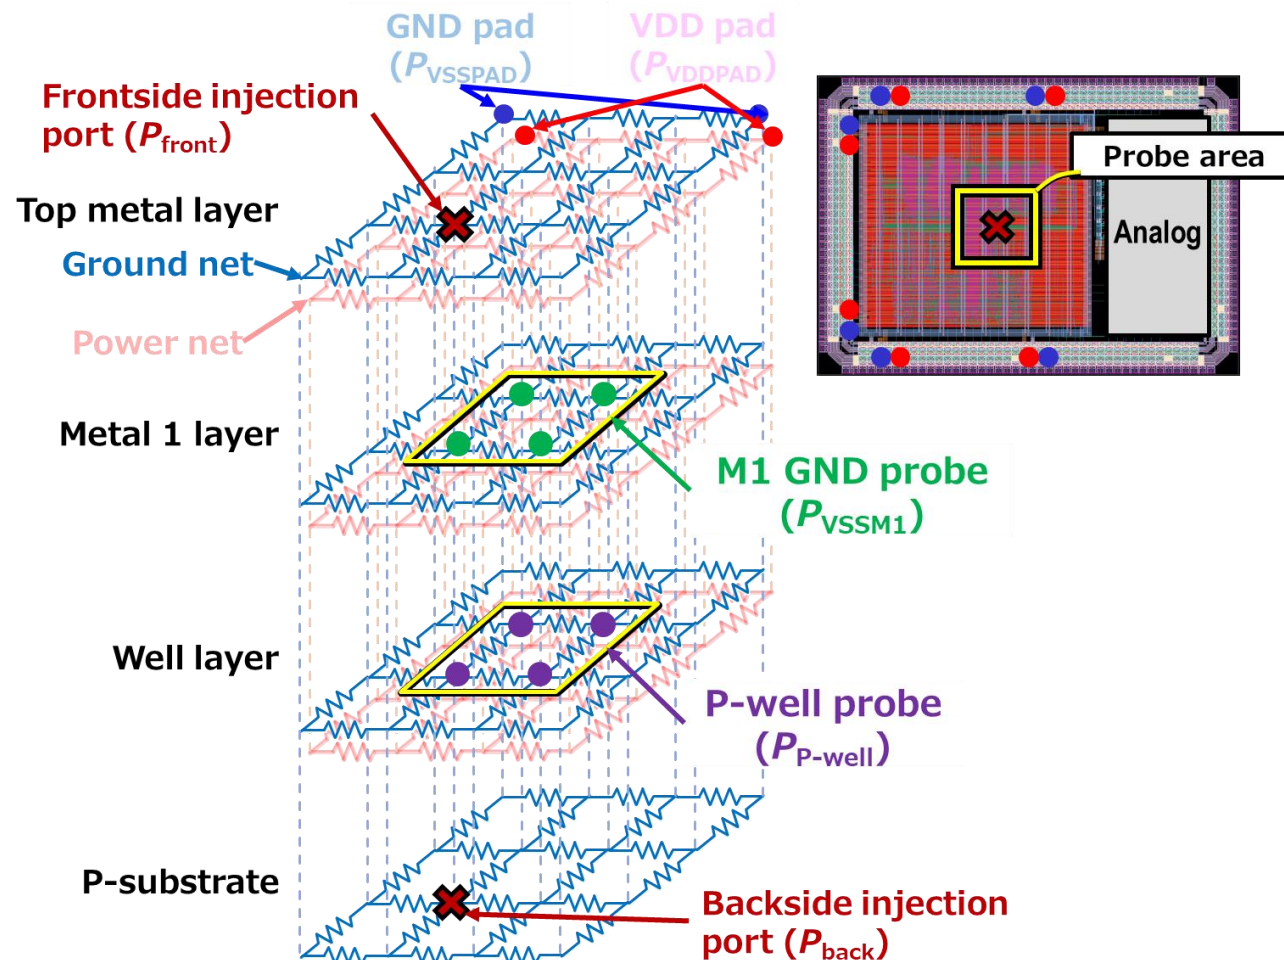 GND pad
(PVSSPAD)
VDD pad
(PVDDPAD)
Frontside injection
port (Pfront)
Top metal layer
Ground net
Power net
Probe area
Analog
Metal 1 layer
M1 GND probe
(PVSSM1)
Well layer
P-well probe
(PP-well)
P-substrate
Backside injection
port (Pback)